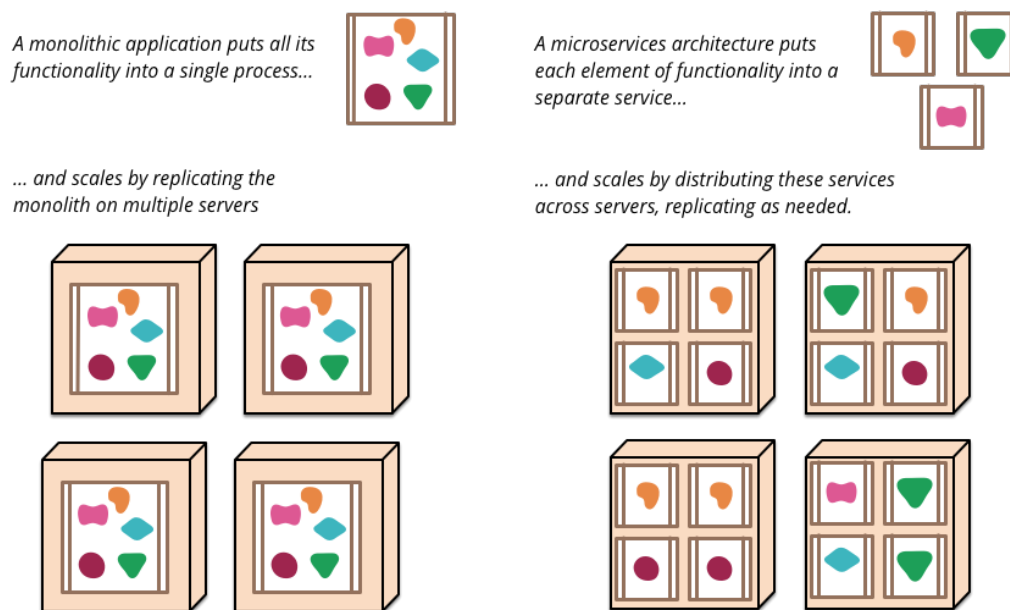 A monolithic application puts all its
functionality into a single process...
A microservices architecture puts
each element of functionality into a
separate service...
... and scales by replicating the
monolith on multiple servers
... and scales by distributing these services
across servers, replicating as needed.